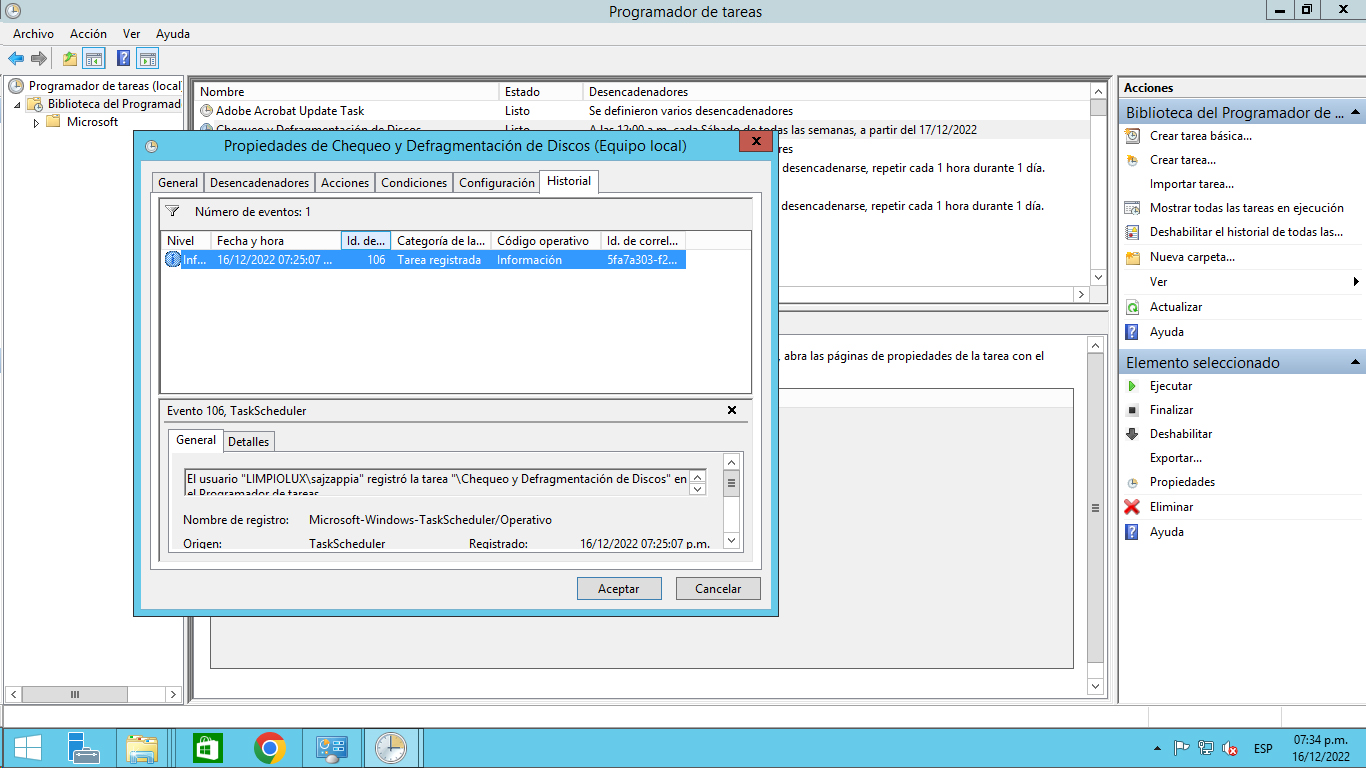 Programador de tareas
Archivo Acción Ver Ayuda
Programador de tareas (local
Biblioteca del Programad
Microsoft
Nombre Estado Desencadenadores
Adobe Acrobat Update Task Listo Se definieron varios desencadenadores
Chequeo y Defragmentación de Discos Listo A las 12:00 a.m. cada Sábado de todas las semanas, a partir del 17/12/2022
desencadenarse, repetir cada 1 hora durante 1 día.
desencadenarse, repetir cada 1 hora durante 1 día.
, abra las páginas de propiedades de la tarea con el
Propiedades de Chequeo y Defragmentación de Discos (Equipo local)
General Desencadenadores Acciones Condiciones Configuración Historial
Número de eventos: 1
Nivel Fecha y hora Id. de... Categoría de la... Código operativo Id. de correl...
Inf... 16/12/2022 07:25:07 ... 106 Tarea registrada Información 5fa7a303-f2...
Evento 106, TaskScheduler
General Detalles
El usuario "LIMPIOLUX\sajzappia" registró la tarea "\Chequeo y Defragmentación de Discos" en
el Programador de tareas
Nombre de registro: Microsoft-Windows-TaskScheduler/Operativo
Origen: TaskScheduler Registrado: 16/12/2022 07:25:07 p.m.
Aceptar Cancelar
Acciones
Biblioteca del Programador de ...
Crear tarea básica...
Crear tarea...
Importar tarea...
Mostrar todas las tareas en ejecución
Deshabilitar el historial de todas las...
Nueva carpeta...
Ver
Actualizar
Ayuda
Elemento seleccionado
Ejecutar
Finalizar
Deshabilitar
Exportar...
Propiedades
Eliminar
Ayuda
ESP
07:34 p.m.
16/12/2022